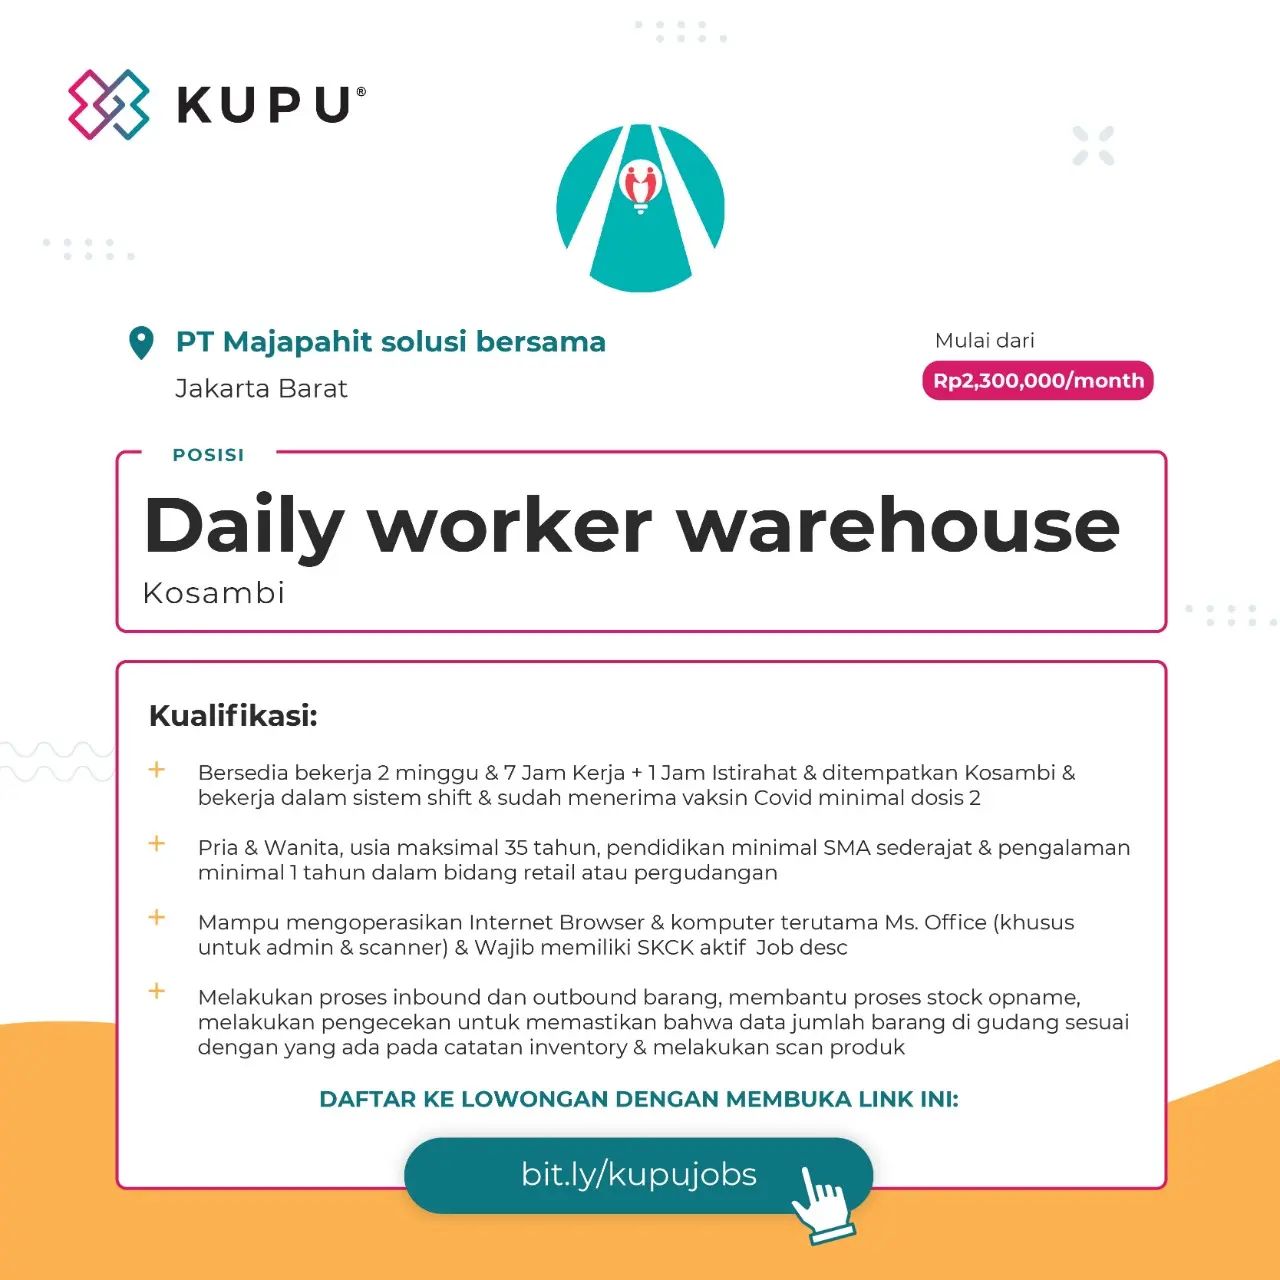 KUPU®
PT Majapahit solusi bersama
Jakarta Barat
Mulai dari
Rp2,300,000/month
POSISI
Daily worker warehouse
Kosambi
Kualifikasi:
+ Bersedia bekerja 2 minggu & 7 Jam Kerja + 1 Jam Istirahat & ditempatkan Kosambi &
bekerja dalam sistem shift & sudah menerima vaksin Covid minimal dosis 2
+ Pria & Wanita, usia maksimal 35 tahun, pendidikan minimal SMA sederajat & pengalaman
minimal 1 tahun dalam bidang retail atau pergudangan
+ Mampu mengoperasikan Internet Browser & komputer terutama Ms. Office (khusus
untuk admin & scanner) & Wajib memiliki SKCK aktif  Job desc
+ Melakukan proses inbound dan outbound barang, membantu proses stock opname,
melakukan pengecekan untuk memastikan bahwa data jumlah barang di gudang sesuai
dengan yang ada pada catatan inventory & melakukan scan produk
DAFTAR KE LOWONGAN DENGAN MEMBUKA LINK INI:
bit.ly/kupujobs